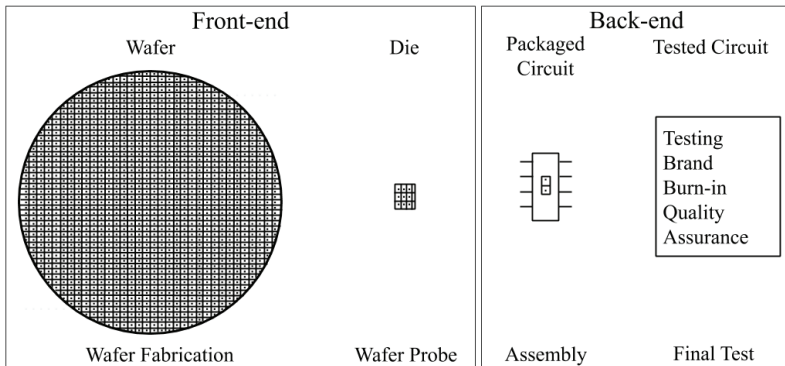 Front-end
Wafer
Die
Wafer Fabrication
Wafer Probe
Back-end
Packaged
Circuit
Tested Circuit
Testing
Brand
Burn-in
Quality
Assurance
Assembly
Final Test